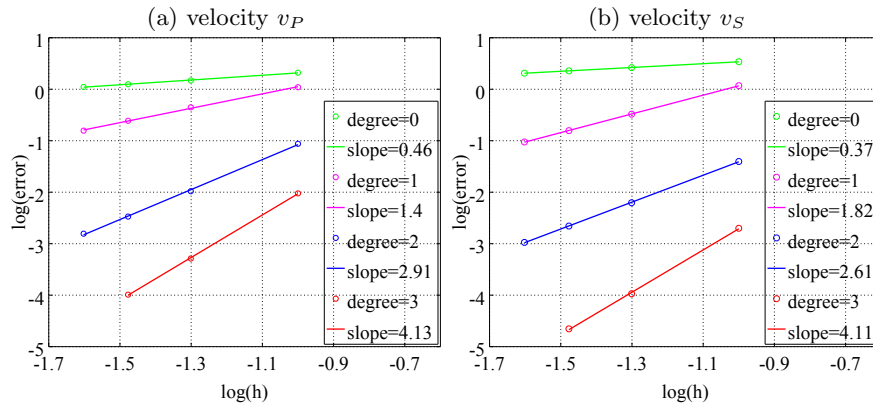 (a) velocity v_P
1
0
-1
-2
-3
-4
-5
log(error)
-1.7
-1.5
-1.3
-1.1
-0.9
-0.7
log(h)
degree=0
slope=0.46
degree=1
slope=1.4
degree=2
slope=2.91
degree=3
slope=4.13
(b) velocity v_S
1
0
-1
-2
-3
-4
-5
log(error)
-1.7
-1.5
-1.3
-1.1
-0.9
-0.7
log(h)
degree=0
slope=0.37
degree=1
slope=1.82
degree=2
slope=2.61
degree=3
slope=4.11